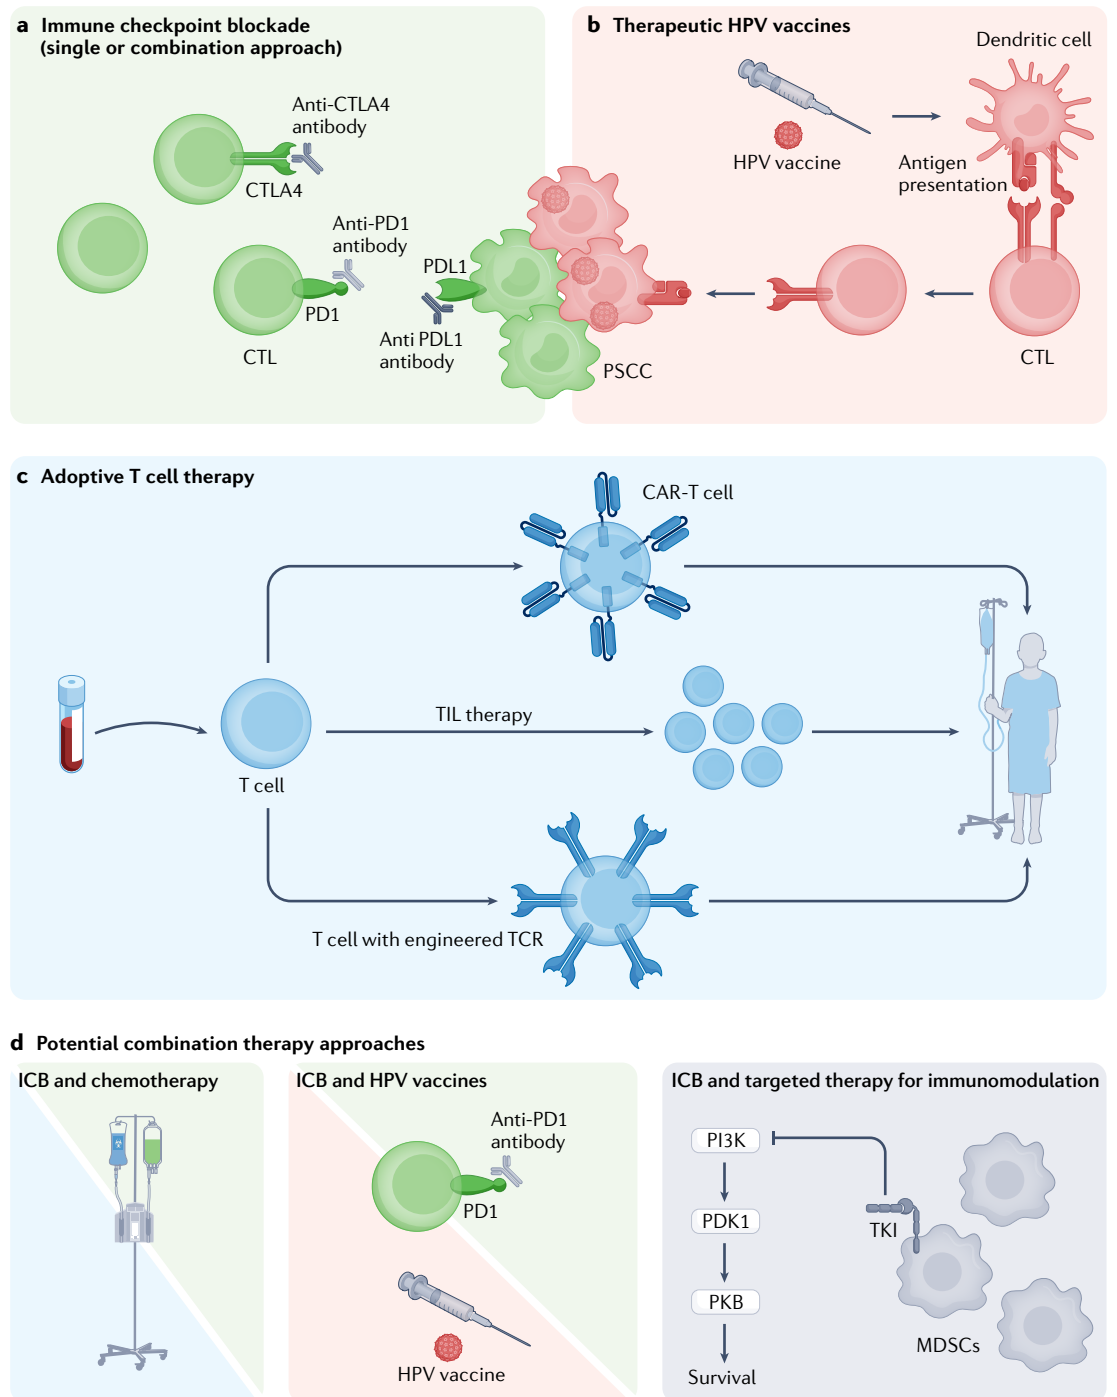 a Immune checkpoint blockade
(single or combination approach)
Anti-CTLA4
antibody
CTLA4
Anti-PD1
antibody
PD1
CTL
PDL1
Anti PDL1
antibody
PSCC
b Therapeutic HPV vaccines
Dendritic cell
HPV vaccine
Antigen
presentation
CTL
c Adoptive T cell therapy
CAR-T cell
TIL therapy
T cell
T cell with engineered TCR
d Potential combination therapy approaches
ICB and chemotherapy
ICB and HPV vaccines
Anti-PD1
antibody
PD1
HPV vaccine
ICB and targeted therapy for immunomodulation
PI3K
PDK1
TKI
PKB
MDSCs
Survival